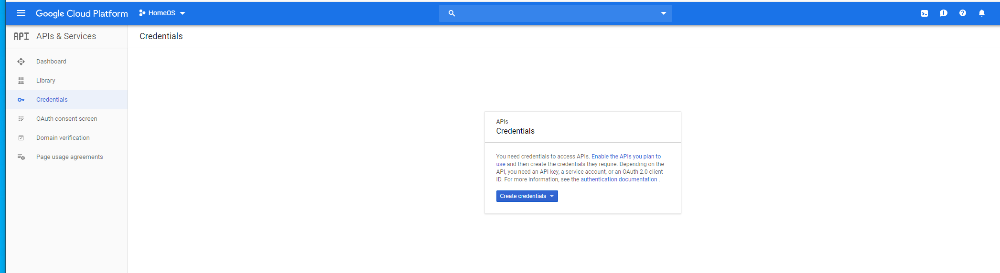 Google Cloud Platform HomeOS
API APIs & Services
Credentials
Dashboard
Library
Credentials
OAuth consent screen
Domain verification
Page usage agreements
APIs
Credentials
You need credentials to access APIs. Enable the APIs you plan to
use and then create the credentials they require. Depending on the
API, you need an API key, a service account, or an OAuth 2.0 client
ID. For more information, see the authentication documentation .
Create credentials